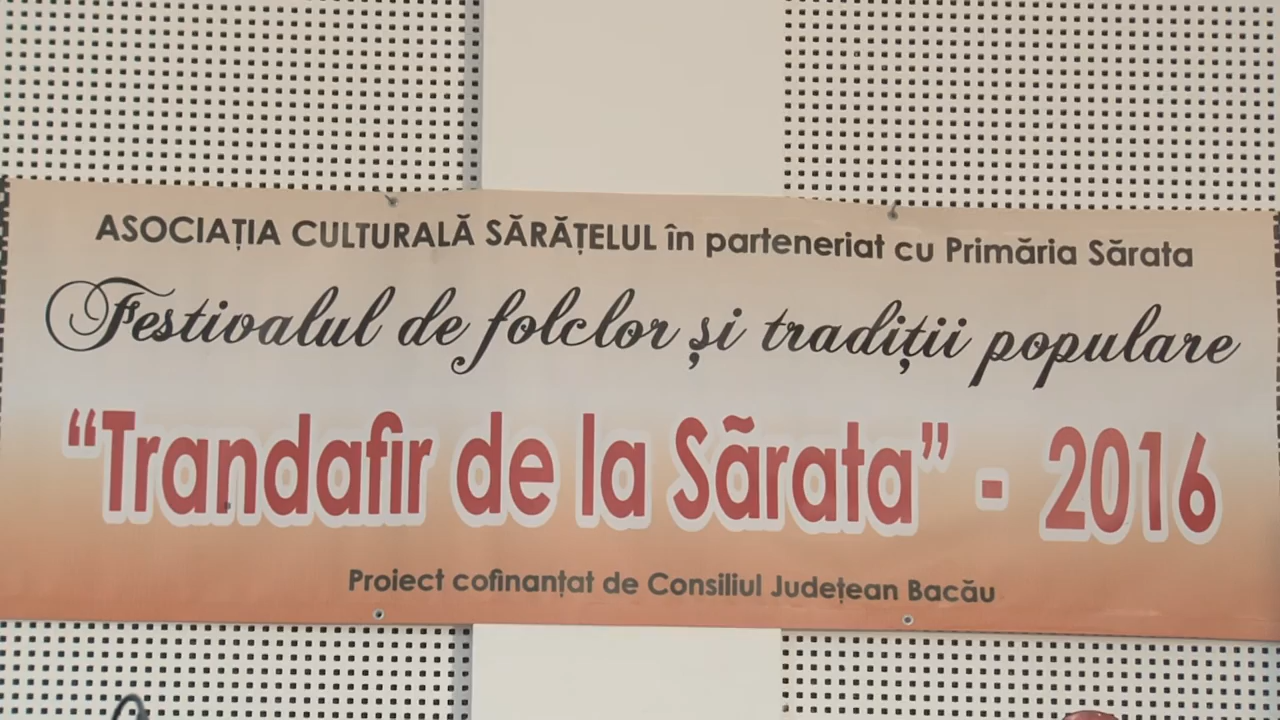 ASOCIAȚIA CULTURALĂ SĂRĂȚELUL în parteneriat cu Primăria Sărata
Festivalul de folclor și tradiții populare
“Trandafir de la Sãrata” - 2016
Proiect cofinanțat de Consiliul Județean Bacău